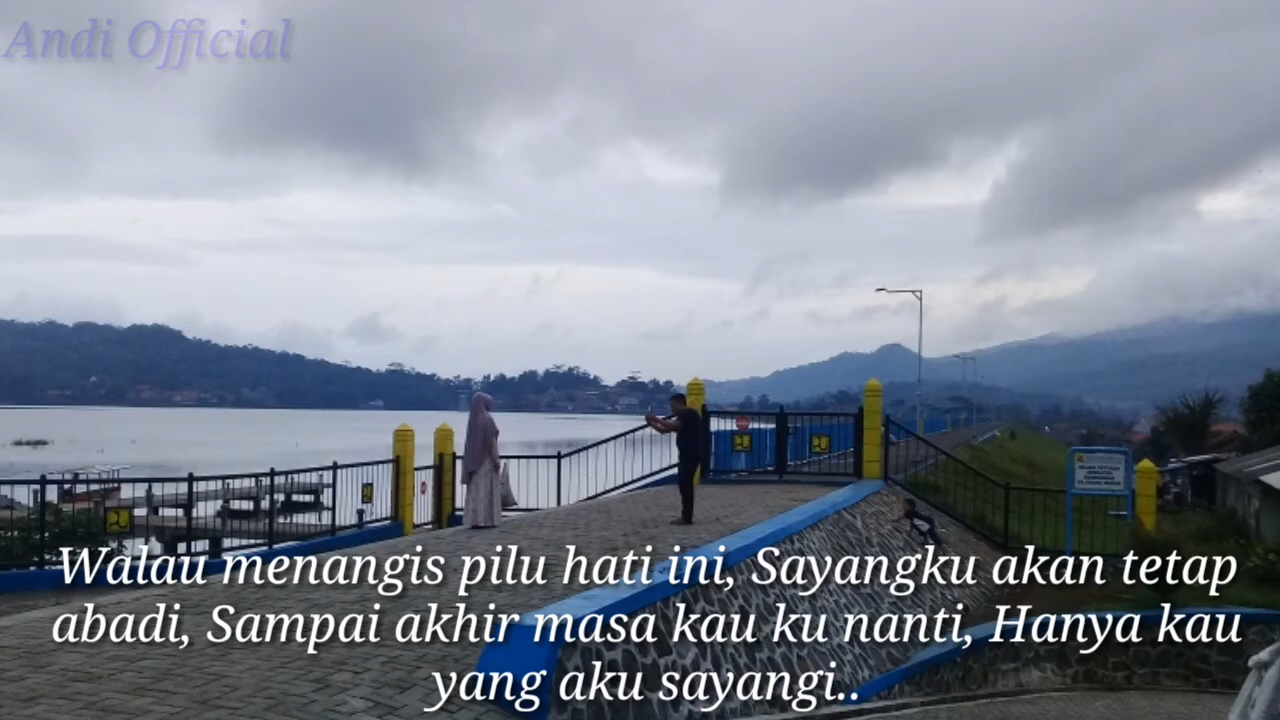 Andi Official
Walau menangis pilu hati ini, Sayangku akan tetap
abadi, Sampai akhir masa kau ku nanti, Hanya kau
yang aku sayangi..